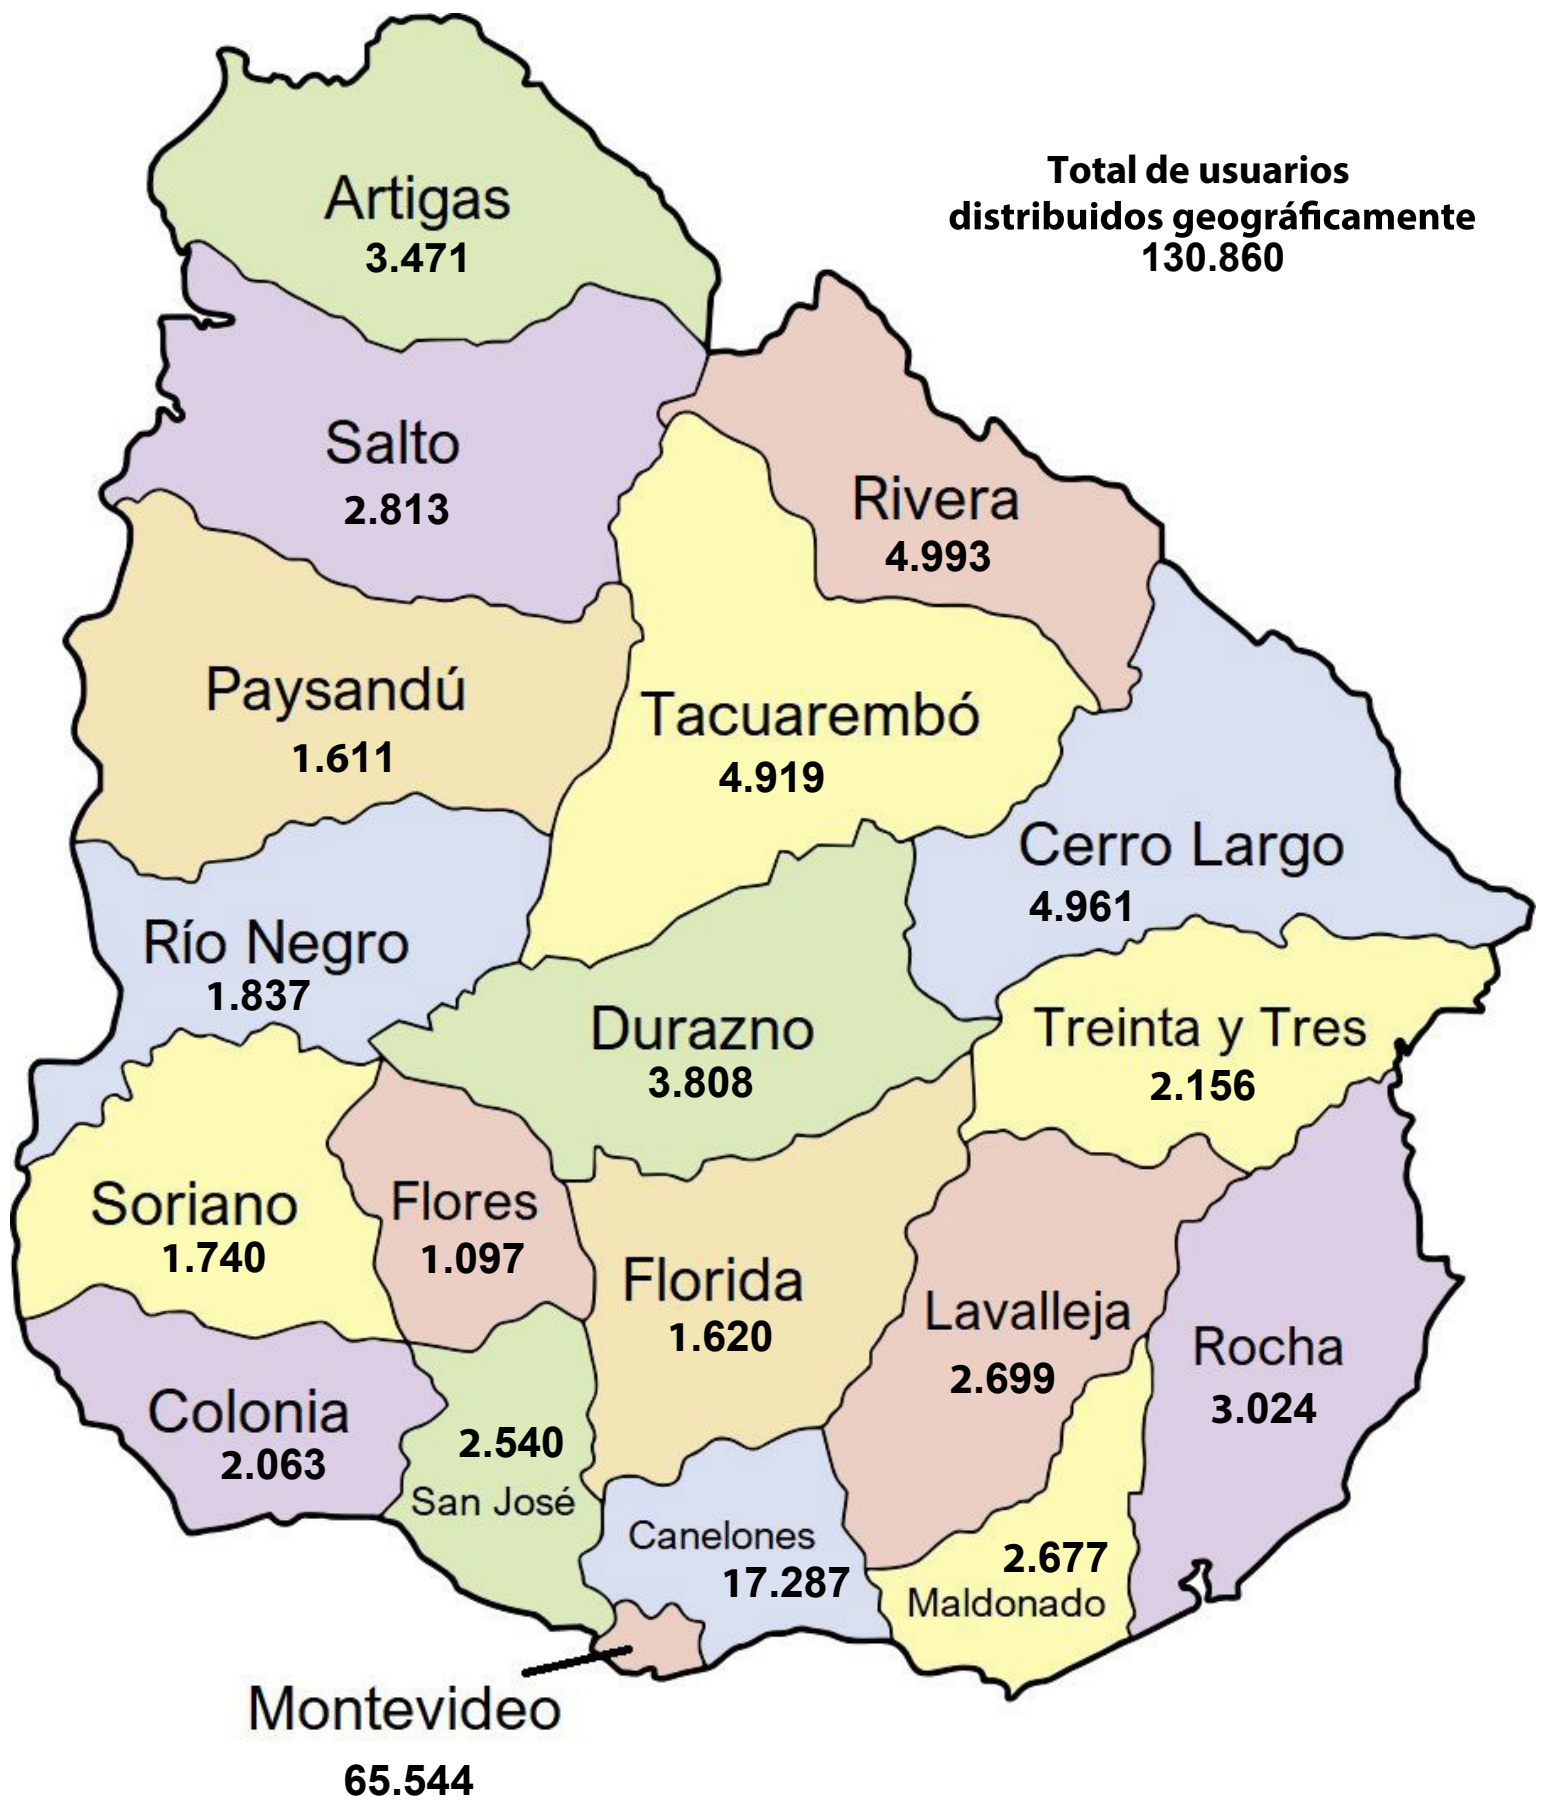 Artigas
3.471
Total de usuarios
distribuidos geográficamente
130.860
Salto
2.813
Rivera
4.993
Paysandú
1.611
Tacuarembó
4.919
Cerro Largo
4.961
Río Negro
1.837
Durazno
3.808
Treinta y Tres
2.156
Soriano
1.740
Flores
1.097
Florida
1.620
Lavalleja
2.699
Rocha
3.024
Colonia
2.063
2.540
San José
Canelones
17.287
2.677
Maldonado
Montevideo
65.544